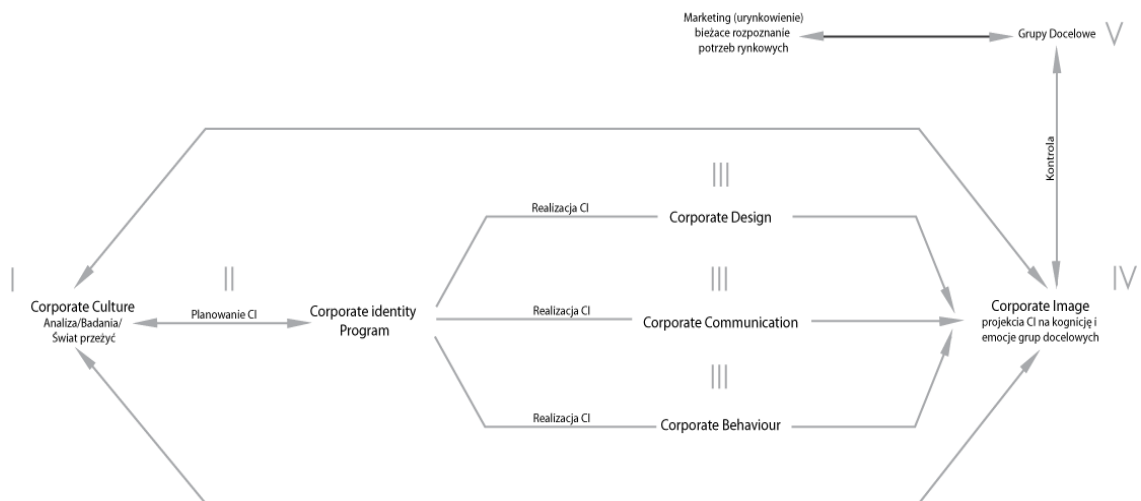 Marketing (urynkowienie)
bieżace rozpoznanie
potrzeb rynkowych
Grupy Docelowe
V
Kontrola
III
Realizacja CI
Corporate Design
I
II
III
IV
Corporate Culture
Analiza/Badania/
Świat przeżyć
Planowanie CI
Corporate identity
Program
Realizacja CI
Corporate Communication
Corporate Image
projekcia CI na kognicję i
emocje grup docelowych
III
Realizacja CI
Corporate Behaviour